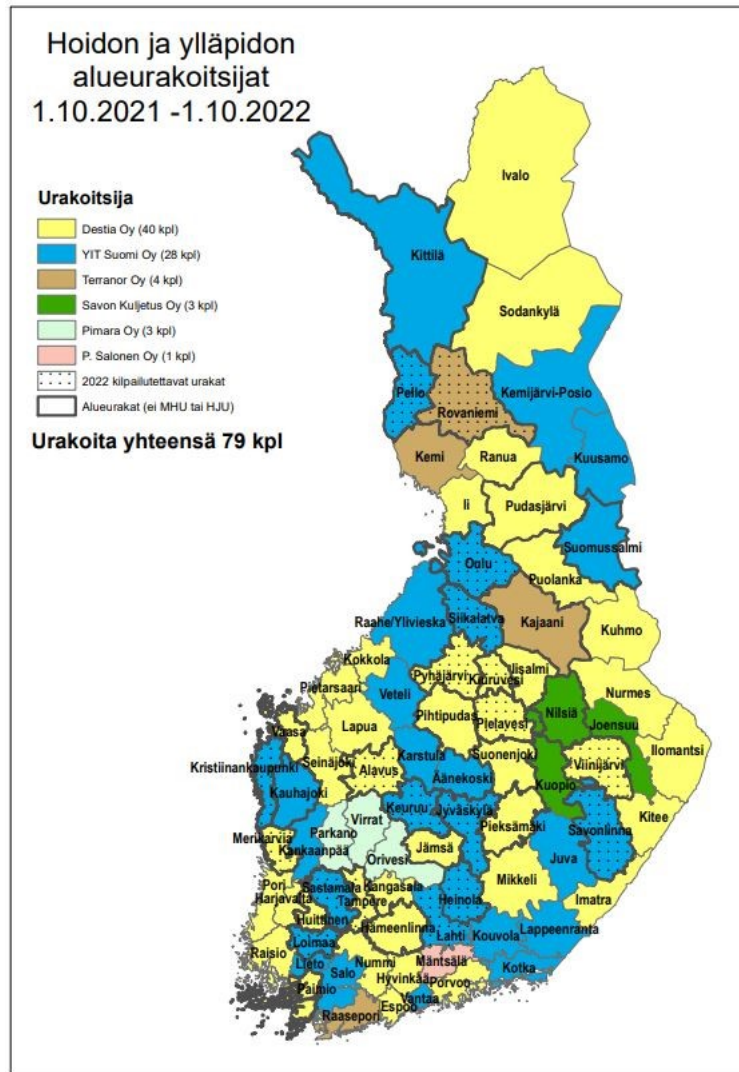 Hoidon ja ylläpidon
alueurakoitsijat
1.10.2021 -1.10.2022
Urakoitsija
Destia Oy (40 kpl)
YIT Suomi Oy (28 kpl)
Terranor Oy (4 kpl)
Savon Kuljetus Oy (3 kpl)
Pimara Oy (3 kpl)
P. Salonen Oy (1 kpl)
2022 kilpailutettavat urakat
Alueurakat (ei MHU tai HJU)
Urakoita yhteensä 79 kpl
Ivalo
Kittilä
Sodankylä
Pello
Kemijärvi-Posio
Rovaniemi
Kemi
Ranua
Kuusamo
Ii
Pudasjärvi
Suomussalmi
Oulu
Puolanka
Siikalatva
Raahe/Ylivieska
Kajaani
Kuhmo
Kokkola
Pyhäjärvi
Kiuruvesi
Iisalmi
Pietarsaari
Veteli
Pihtipudas
Nilsiä
Nurmes
Pielavesi
Joensuu
Lapua
Vaasa
Ilomantsi
Karstula
Suonenjoki
Viinijärvi
Kristiinankaupunki
Seinäjoki
Alavus
Äänekoski
Kuopio
Kauhajoki
Keuruu
Jyväskylä
Kitee
Virrat
Pieksämäki
Savonlinna
Merikarvia
Parkano
Kankaanpää
Jämsä
Juva
Orivesi
Mikkeli
Pori
Sastamala
Kangasala
Harjavalta
Tampere
Heinola
Imatra
Huittinen
Hämeenlinna
Lappeenranta
Loimaa
Lahti
Kouvola
Raisio
Lieto
Nummi
Mäntsälä
Kotka
Salo
Hyvinkää
Porvoo
Paimio
Vantaa
Espoo
Raasepori